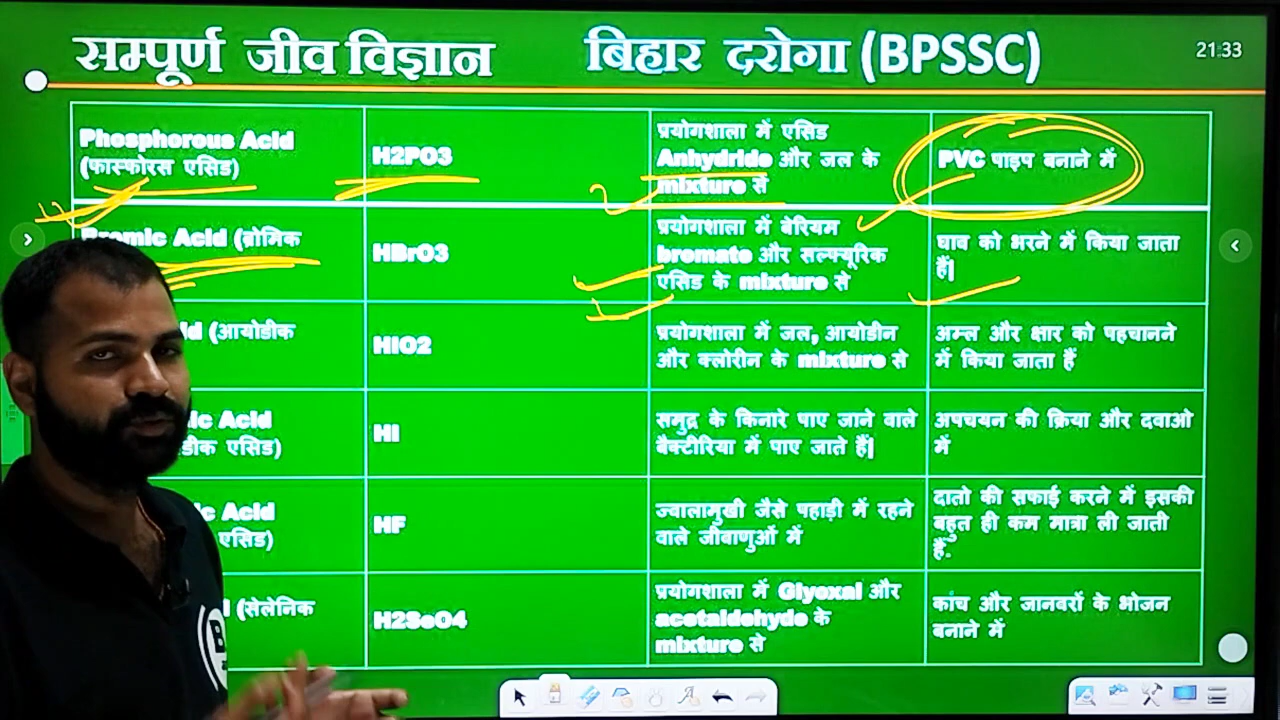 सम्पूर्ण जीव विज्ञान बिहार दरोगा (BPSSC)
21:33
Phosphorous Acid
(फास्फोरस एसिड)
H2PO3
प्रयोगशाला में एसिड
Anhydride और जल के
mixture से
PVC पाइप बनाने में
Bromic Acid (ब्रोमिक
HBrO3
प्रयोगशाला में बेरियम
bromate और सल्फ्यूरिक
एसिड के mixture से
घाव को भरने में किया जाता
हैं|
(आयोडीक
HIO2
प्रयोगशाला में जल, आयोडीन
और क्लोरीन के mixture से
अम्ल और क्षार को पहचानने
में किया जाता हैं
ic Acid
डीक एसिड)
HI
समुद्र के किनारे पाए जाने वाले
बैक्टीरिया में पाए जाते हैं|
अपचयन की क्रिया और दवाओ
में
c Acid
एसिड)
HF
ज्वालामुखी जैसे पहाड़ी में रहने
वाले जीवाणुओं में
दातो की सफाई करने में इसकी
बहुत ही कम मात्रा ली जाती
हैं.
(सेलेनिक
H2SeO4
प्रयोगशाला में Glyoxal और
acetaldehyde के
mixture से
कांच और जानवरों के भोजन
बनाने में